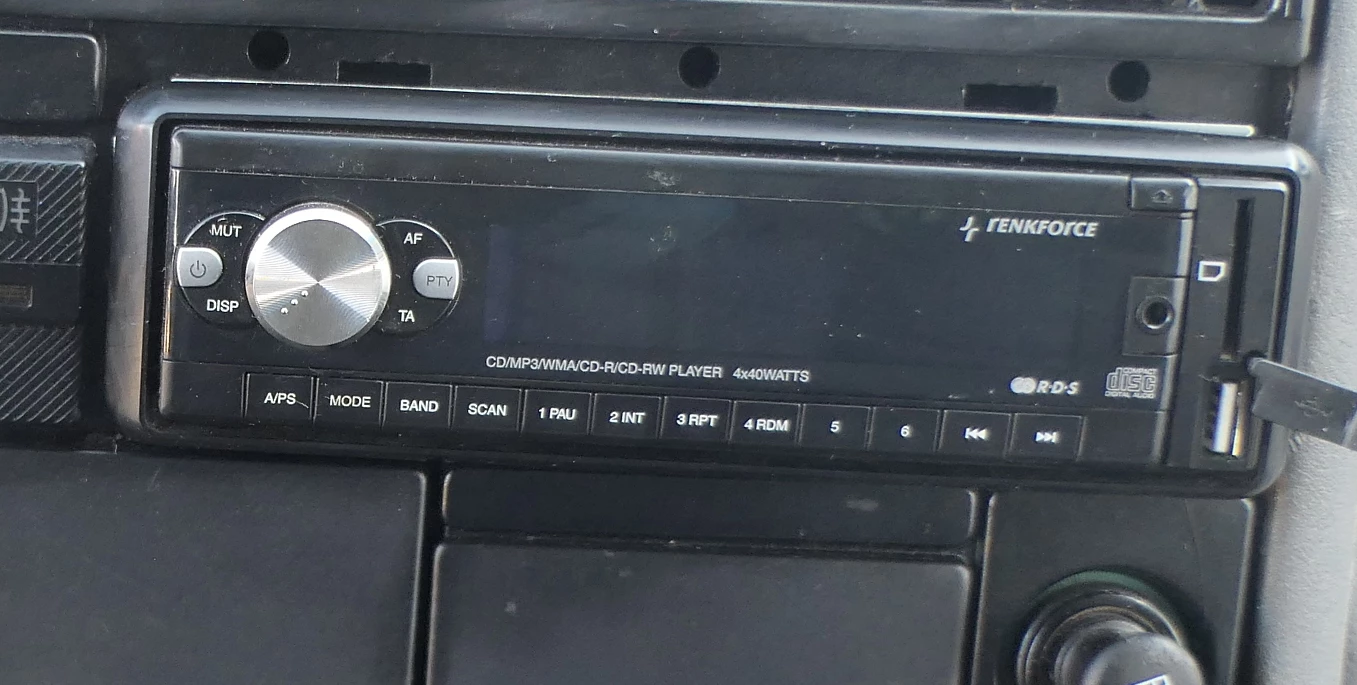 MUT
AF
RENKFORCE
PTY
DISP
TA
CD/MP3/WMA/CD-R/CD-RW PLAYER 4x40WATTS
R·D·S
COMPACT
disc
DIGITAL AUDIO
A/PS
MODE
BAND
SCAN
1 PAU
2 INT
3 RPT
4 RDM
5
6